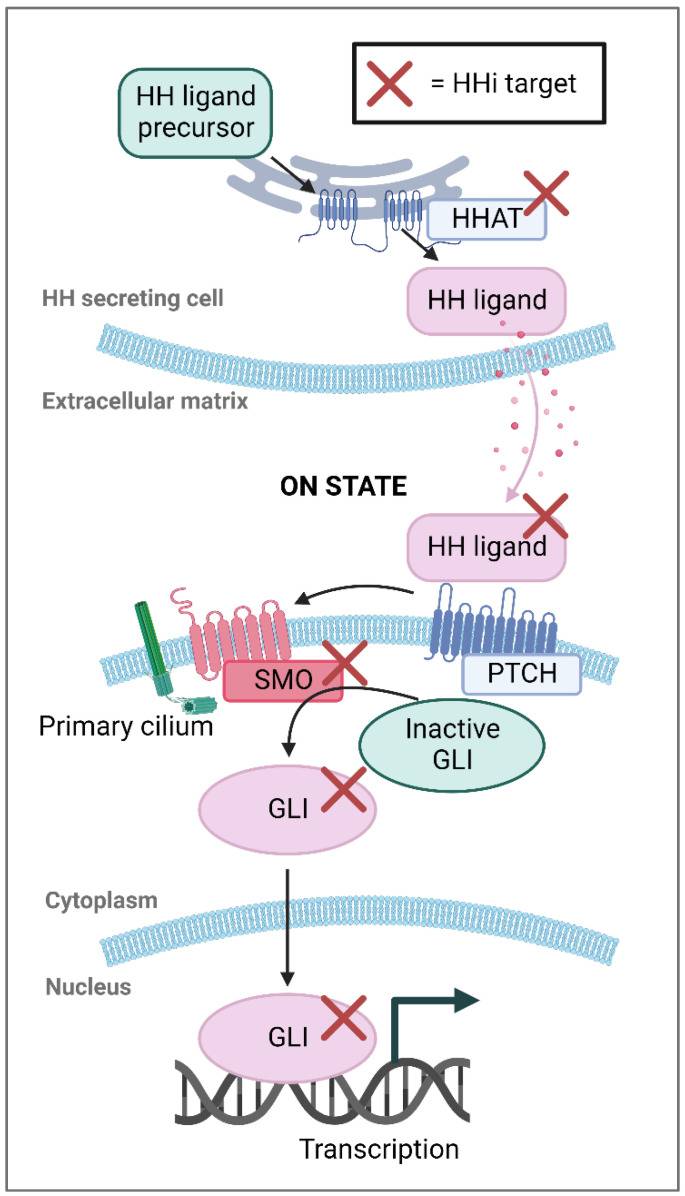 = HHi target
HH ligand
precursor
HHAT
HH secreting cell
HH ligand
Extracellular matrix
ON STATE
HH ligand
SMO
PTCH
Primary cilium
Inactive
GLI
GLI
Cytoplasm
Nucleus
GLI
Transcription